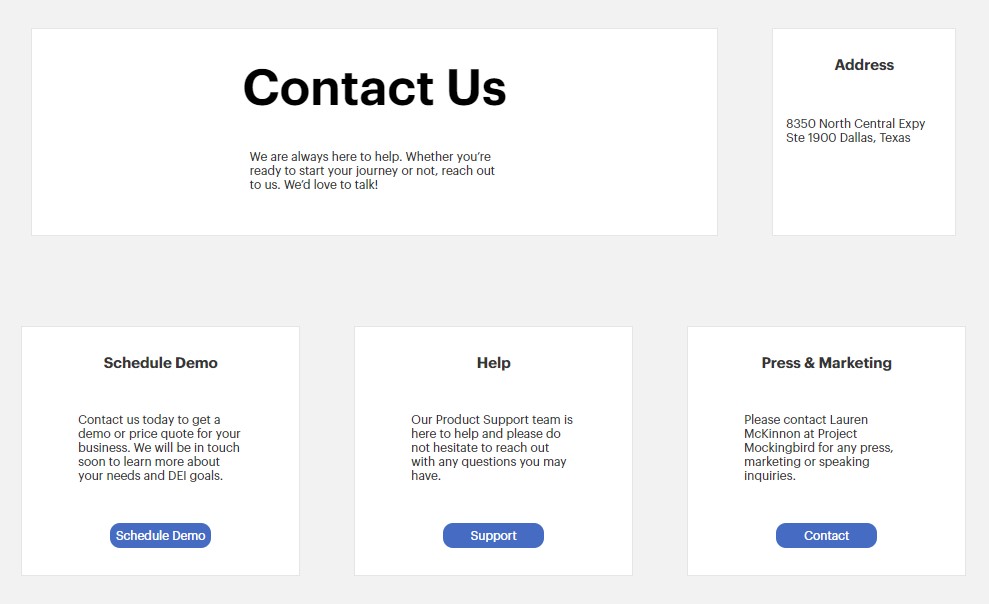 Contact Us
We are always here to help. Whether you’re
ready to start your journey or not, reach out
to us. We’d love to talk!
Address
8350 North Central Expy
Ste 1900 Dallas, Texas
Schedule Demo
Contact us today to get a
demo or price quote for your
business. We will be in touch
soon to learn more about
your needs and DEI goals.
Schedule Demo
Help
Our Product Support team is
here to help and please do
not hesitate to reach out
with any questions you may
have.
Support
Press & Marketing
Please contact Lauren
McKinnon at Project
Mockingbird for any press,
marketing or speaking
inquiries.
Contact